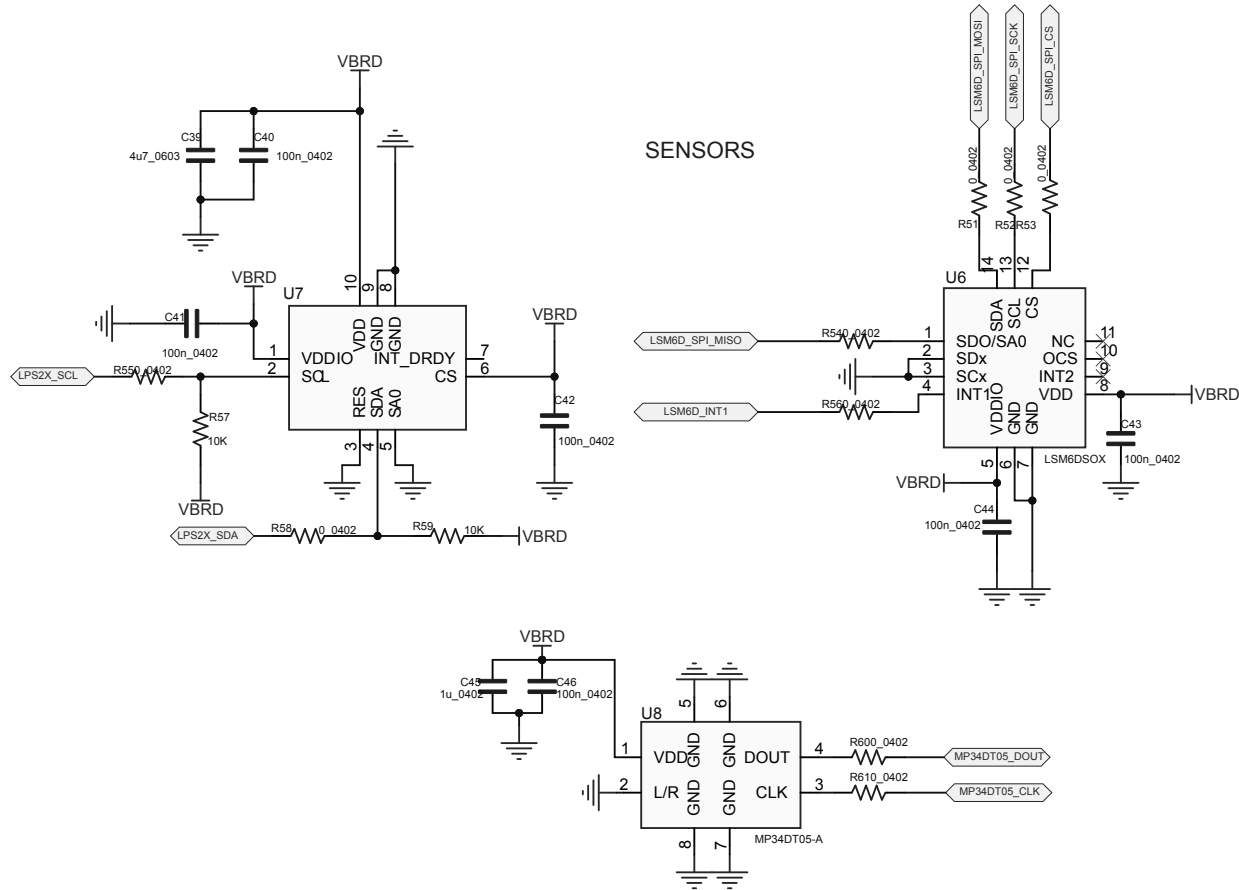 SENSORS
VBRD
C39
4u7_0603
C40
100n_0402
VBRD
U7
C41
100n_0402
10
9
8
VDD
GND
GND
1
VDDIO
2
SCL
INT_DRDY
7
CS
6
RES
SDA
SA0
3
4
5
LPS2X_SCL
R55
0_0402
R57
10K
VBRD
VBRD
C42
100n_0402
LPS2X_SDA
R58
0_0402
R59
10K
VBRD
LSM6D_SPI_MOSI
LSM6D_SPI_SCK
LSM6D_SPI_CS
0_0402
0_0402
0_0402
R51
R52
R53
U6
14
13
12
SDA
SCL
CS
LSM6D_SPI_MISO
R54
0_0402
1
SDO/SA0
2
SDx
3
SCx
4
INT1
LSM6D_INT1
R56
0_0402
NC
11
OCS
10
INT2
9
VDD
8
VBRD
VDDIO
GND
GND
5
6
7
LSM6DSOX
C43
100n_0402
VBRD
C44
100n_0402
VBRD
C45
1u_0402
C46
100n_0402
U8
5
6
GND
GND
1
VDD
2
L/R
DOUT
4
CLK
3
GND
GND
8
7
R60
0_0402
MP34DT05_DOUT
R61
0_0402
MP34DT05_CLK
MP34DT05-A